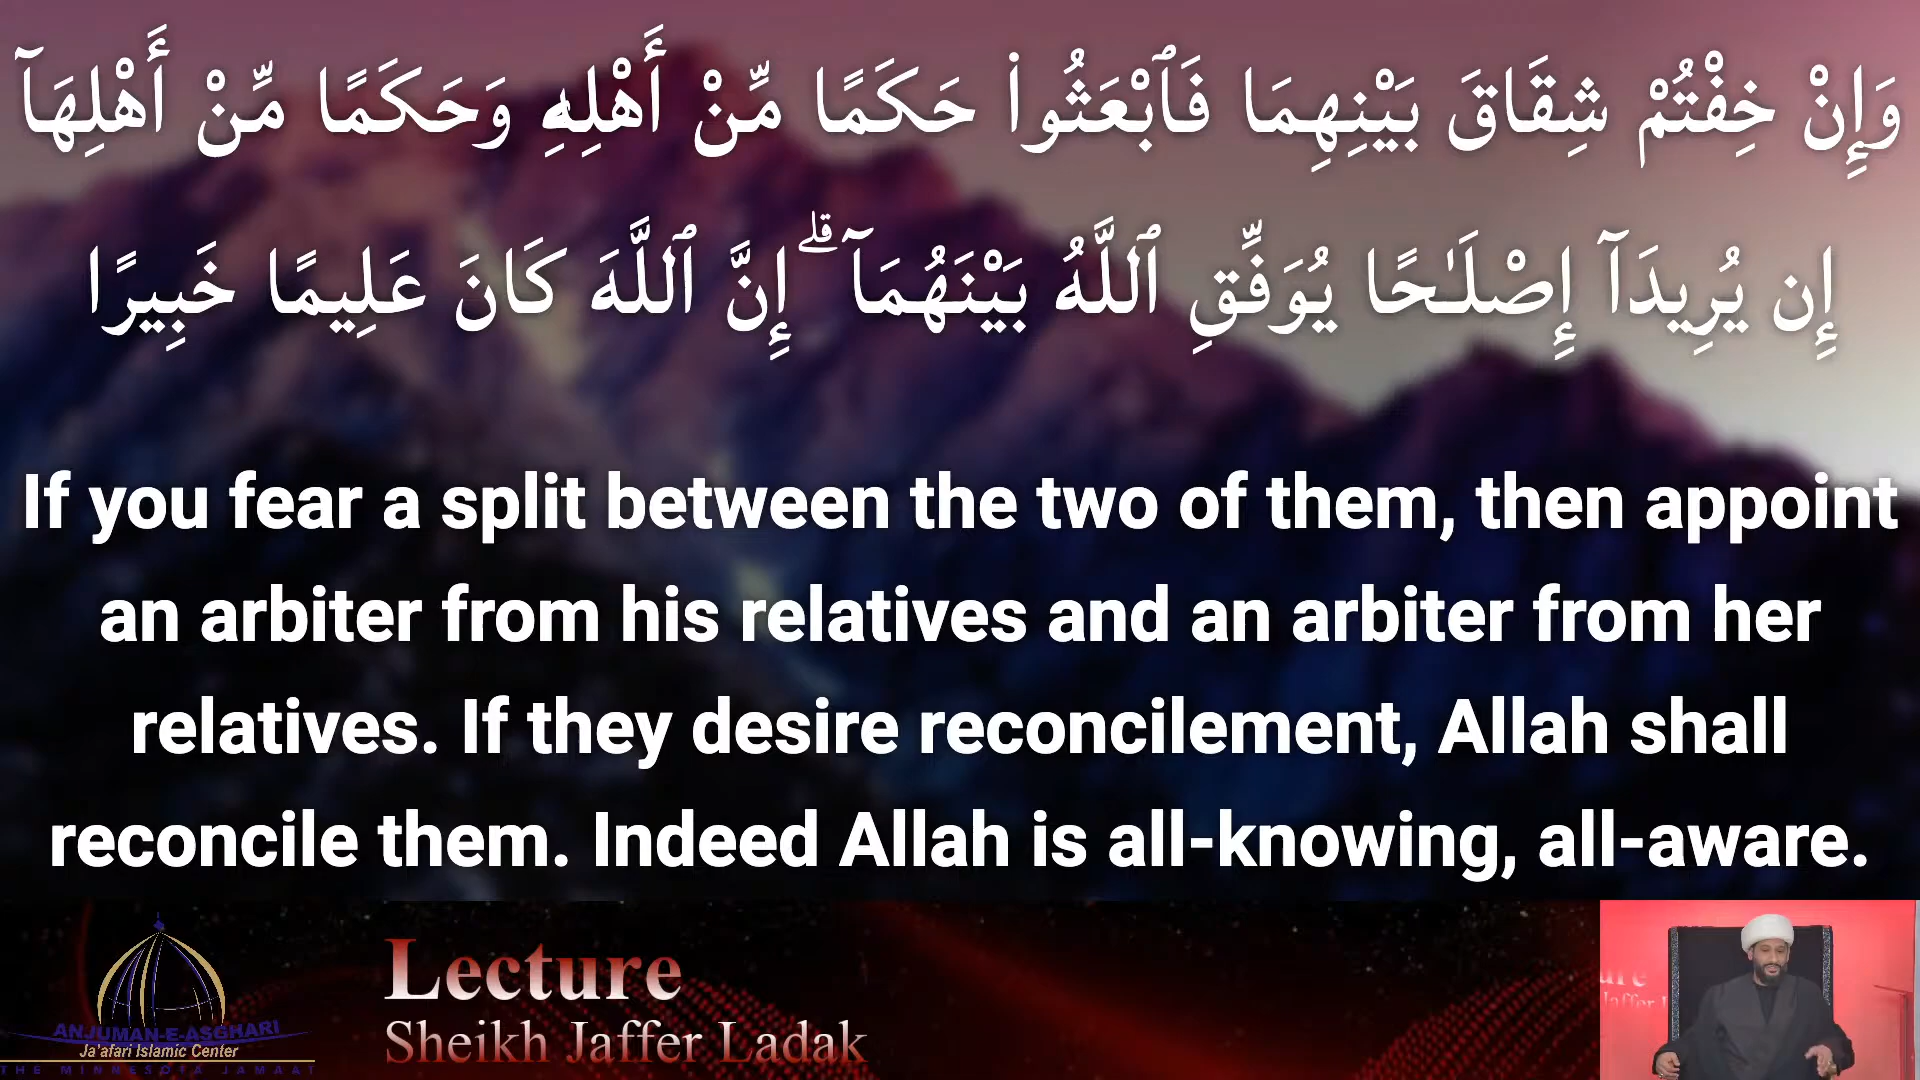 وَإِنْ خِفْتُمْ شِقَاقَ بَيْنِهِمَا فَٱبْعَثُوا۟ حَكَمًا مِّنْ أَهْلِهِۦ وَحَكَمًا مِّنْ أَهْلِهَآ
إِن يُرِيدَآ إِصْلَـٰحًا يُوَفِّقِ ٱللَّهُ بَيْنَهُمَآ ۗ إِنَّ ٱللَّهَ كَانَ عَلِيمًا خَبِيرًا
If you fear a split between the two of them, then appoint
an arbiter from his relatives and an arbiter from her
relatives. If they desire reconcilement, Allah shall
reconcile them. Indeed Allah is all-knowing, all-aware.
ANJUMAN-E-ASGHARI
Ja'afari Islamic Center
THE MINNESOTA JAMAAT
Lecture
Sheikh Jaffer Ladak